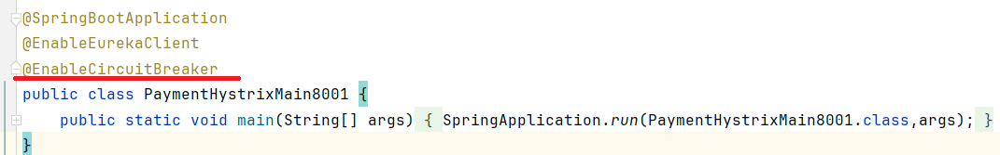 @SpringBootApplication
@EnableEurekaClient
@EnableCircuitBreaker
public class PaymentHystrixMain8001 {
public static void main(String[] args) { SpringApplication.run(PaymentHystrixMain8001.class,args); }
}